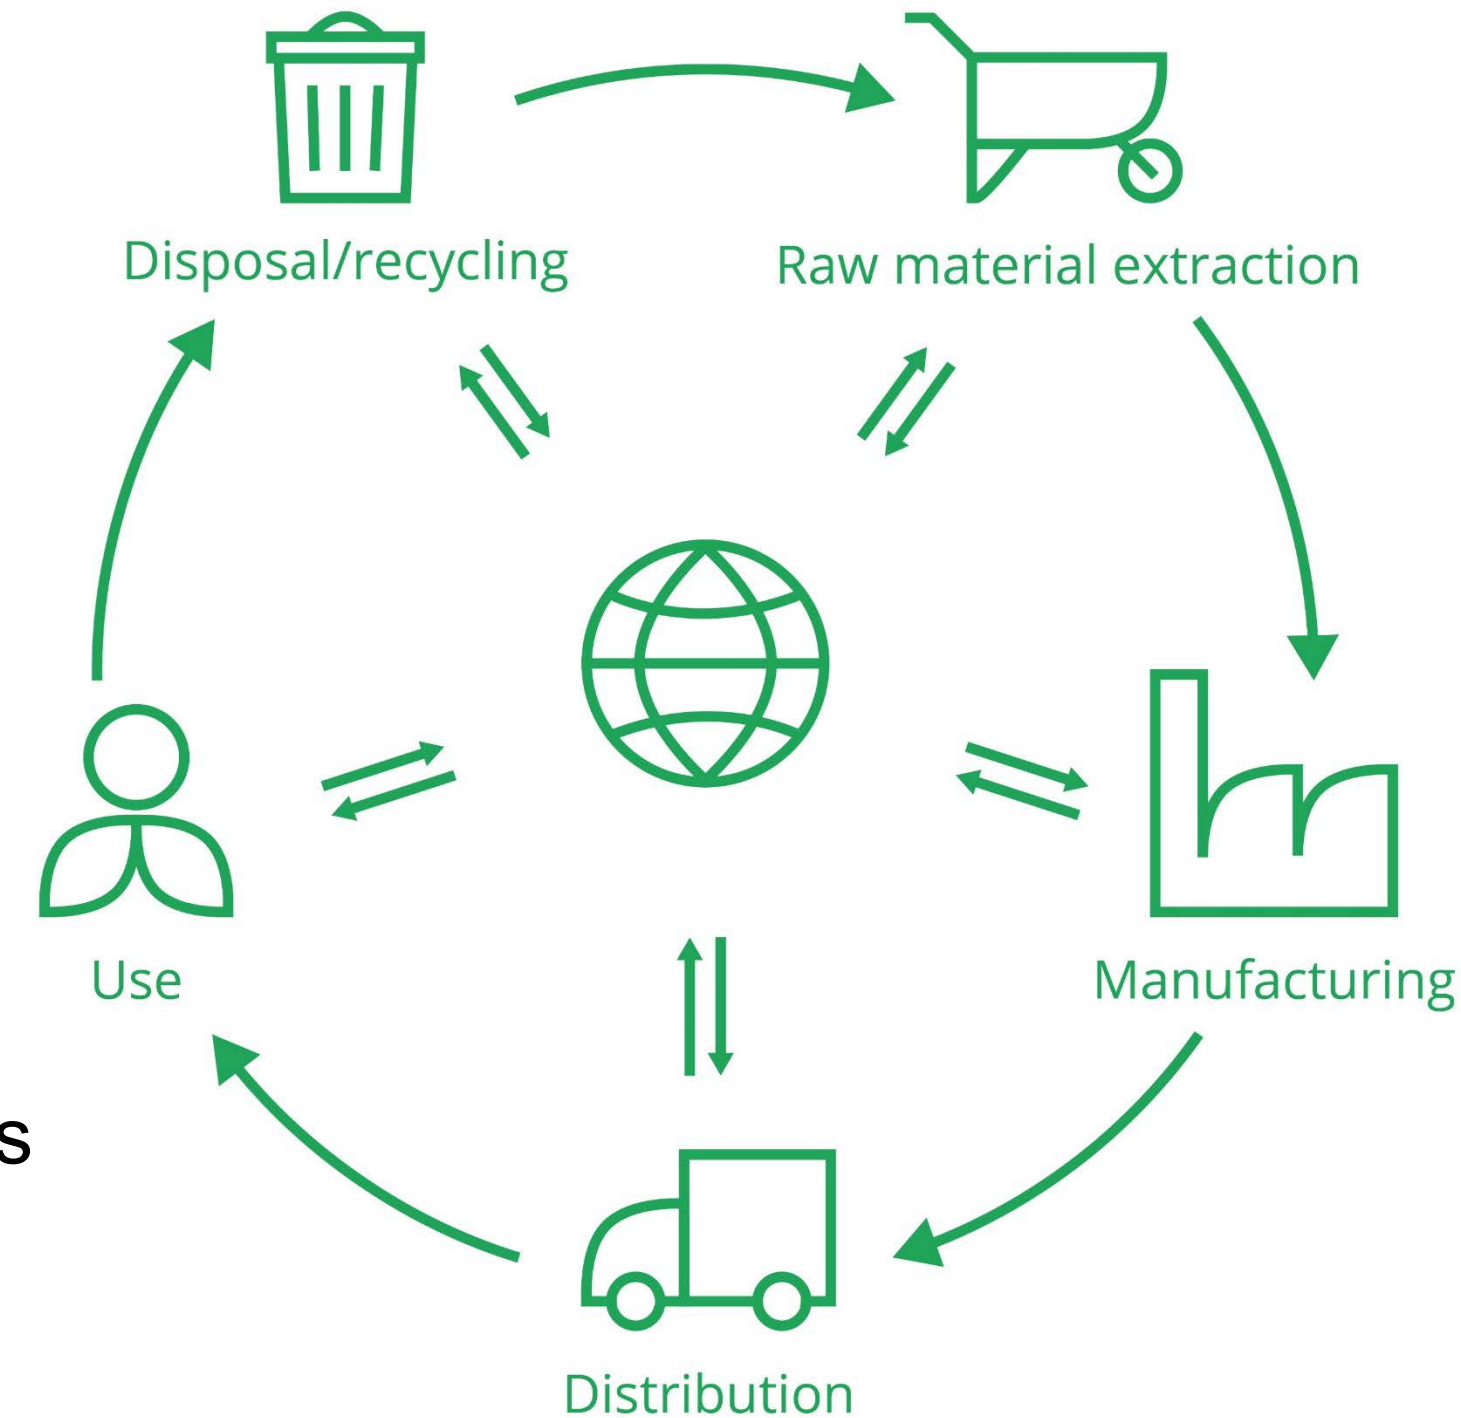 Disposal/recycling
Raw material extraction
Use
Manufacturing
s
Distribution